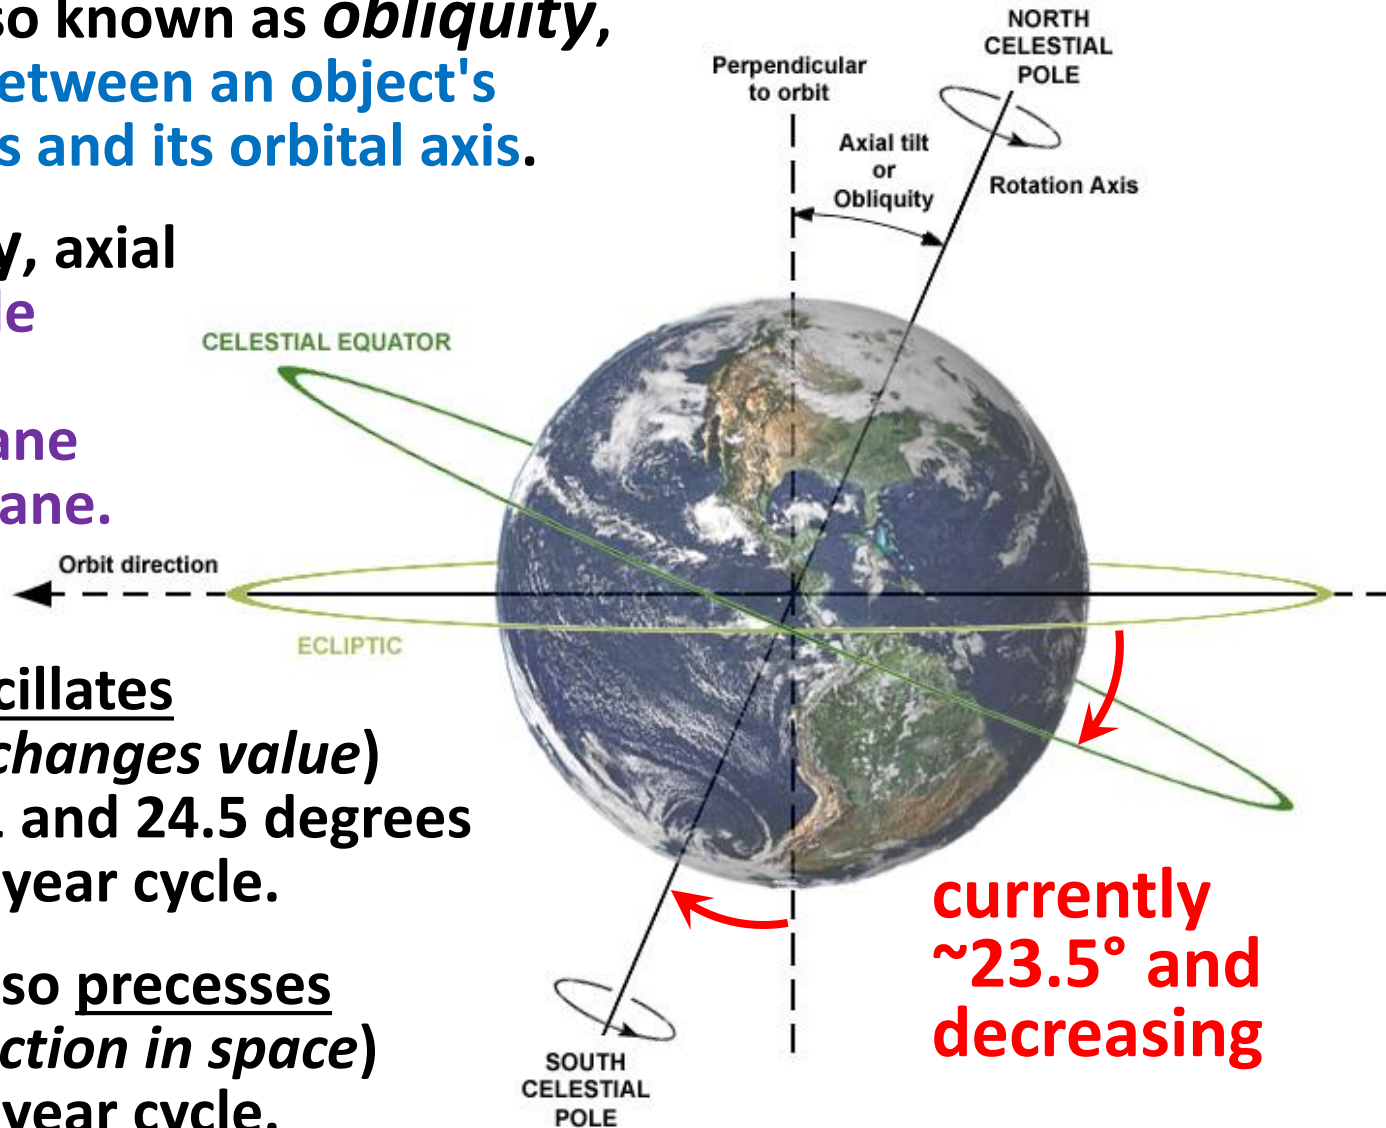 so known as obliquity,
etween an object's
s and its orbital axis.
y, axial
le
ane
ane.
cillates
changes value)
and 24.5 degrees
year cycle.
so precesses
ction in space)
year cycle.
NORTH
CELESTIAL
POLE
Perpendicular
to orbit
Axial tilt
or
Obliquity
Rotation Axis
CELESTIAL EQUATOR
Orbit direction
ECLIPTIC
currently
~23.5° and
decreasing
SOUTH
CELESTIAL
POLE